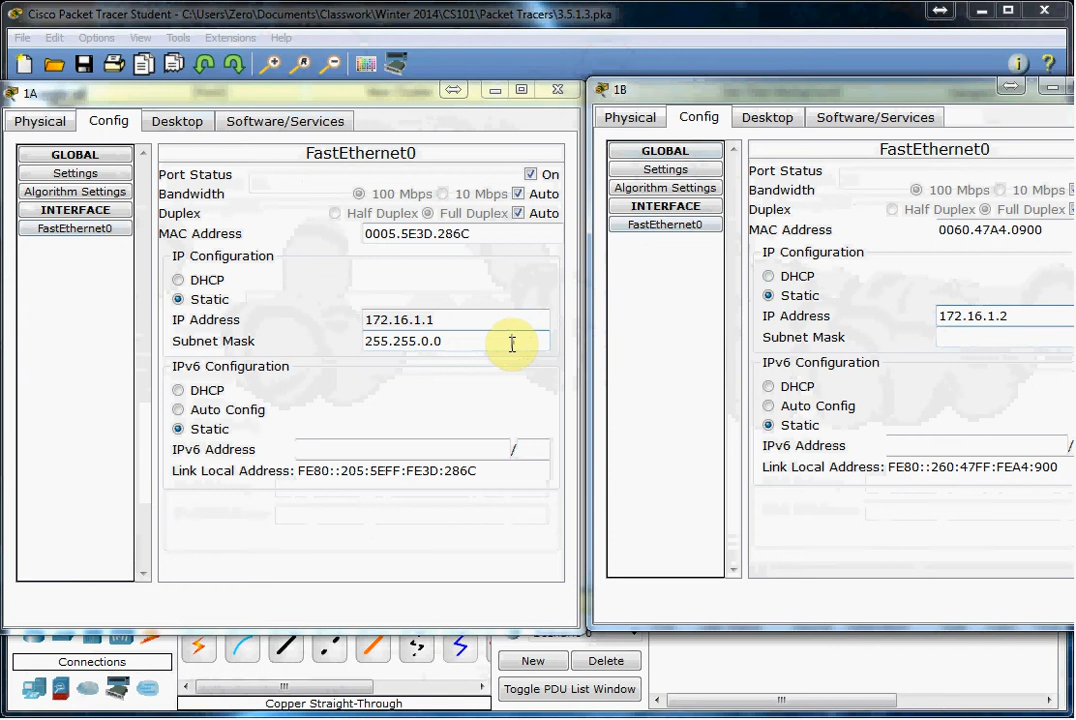 Cisco Packet Tracer Student - C:\Users\Zero\Documents\Classwork\Winter 2014\CS101\Packet Tracers\3.5.1.3.pka
File Edit Options View Tools Extensions Help
1A
Physical Config Desktop Software/Services
GLOBAL
Settings
Algorithm Settings
INTERFACE
FastEthernet0
FastEthernet0
Port Status On
Bandwidth 100 Mbps 10 Mbps Auto
Duplex Half Duplex Full Duplex Auto
MAC Address 0005.5E3D.286C
IP Configuration
DHCP
Static
IP Address 172.16.1.1
Subnet Mask 255.255.0.0
IPv6 Configuration
DHCP
Auto Config
Static
IPv6 Address /
Link Local Address: FE80::205:5EFF:FE3D:286C
1B
Physical Config Desktop Software/Services
GLOBAL
Settings
Algorithm Settings
INTERFACE
FastEthernet0
FastEthernet0
Port Status
Bandwidth 100 Mbps 10 Mbps
Duplex Half Duplex Full Duplex
MAC Address 0060.47A4.0900
IP Configuration
DHCP
Static
IP Address 172.16.1.2
Subnet Mask
IPv6 Configuration
DHCP
Auto Config
Static
IPv6 Address /
Link Local Address: FE80::260:47FF:FEA4:900
Connections
Copper Straight-Through
New Delete
Toggle PDU List Window